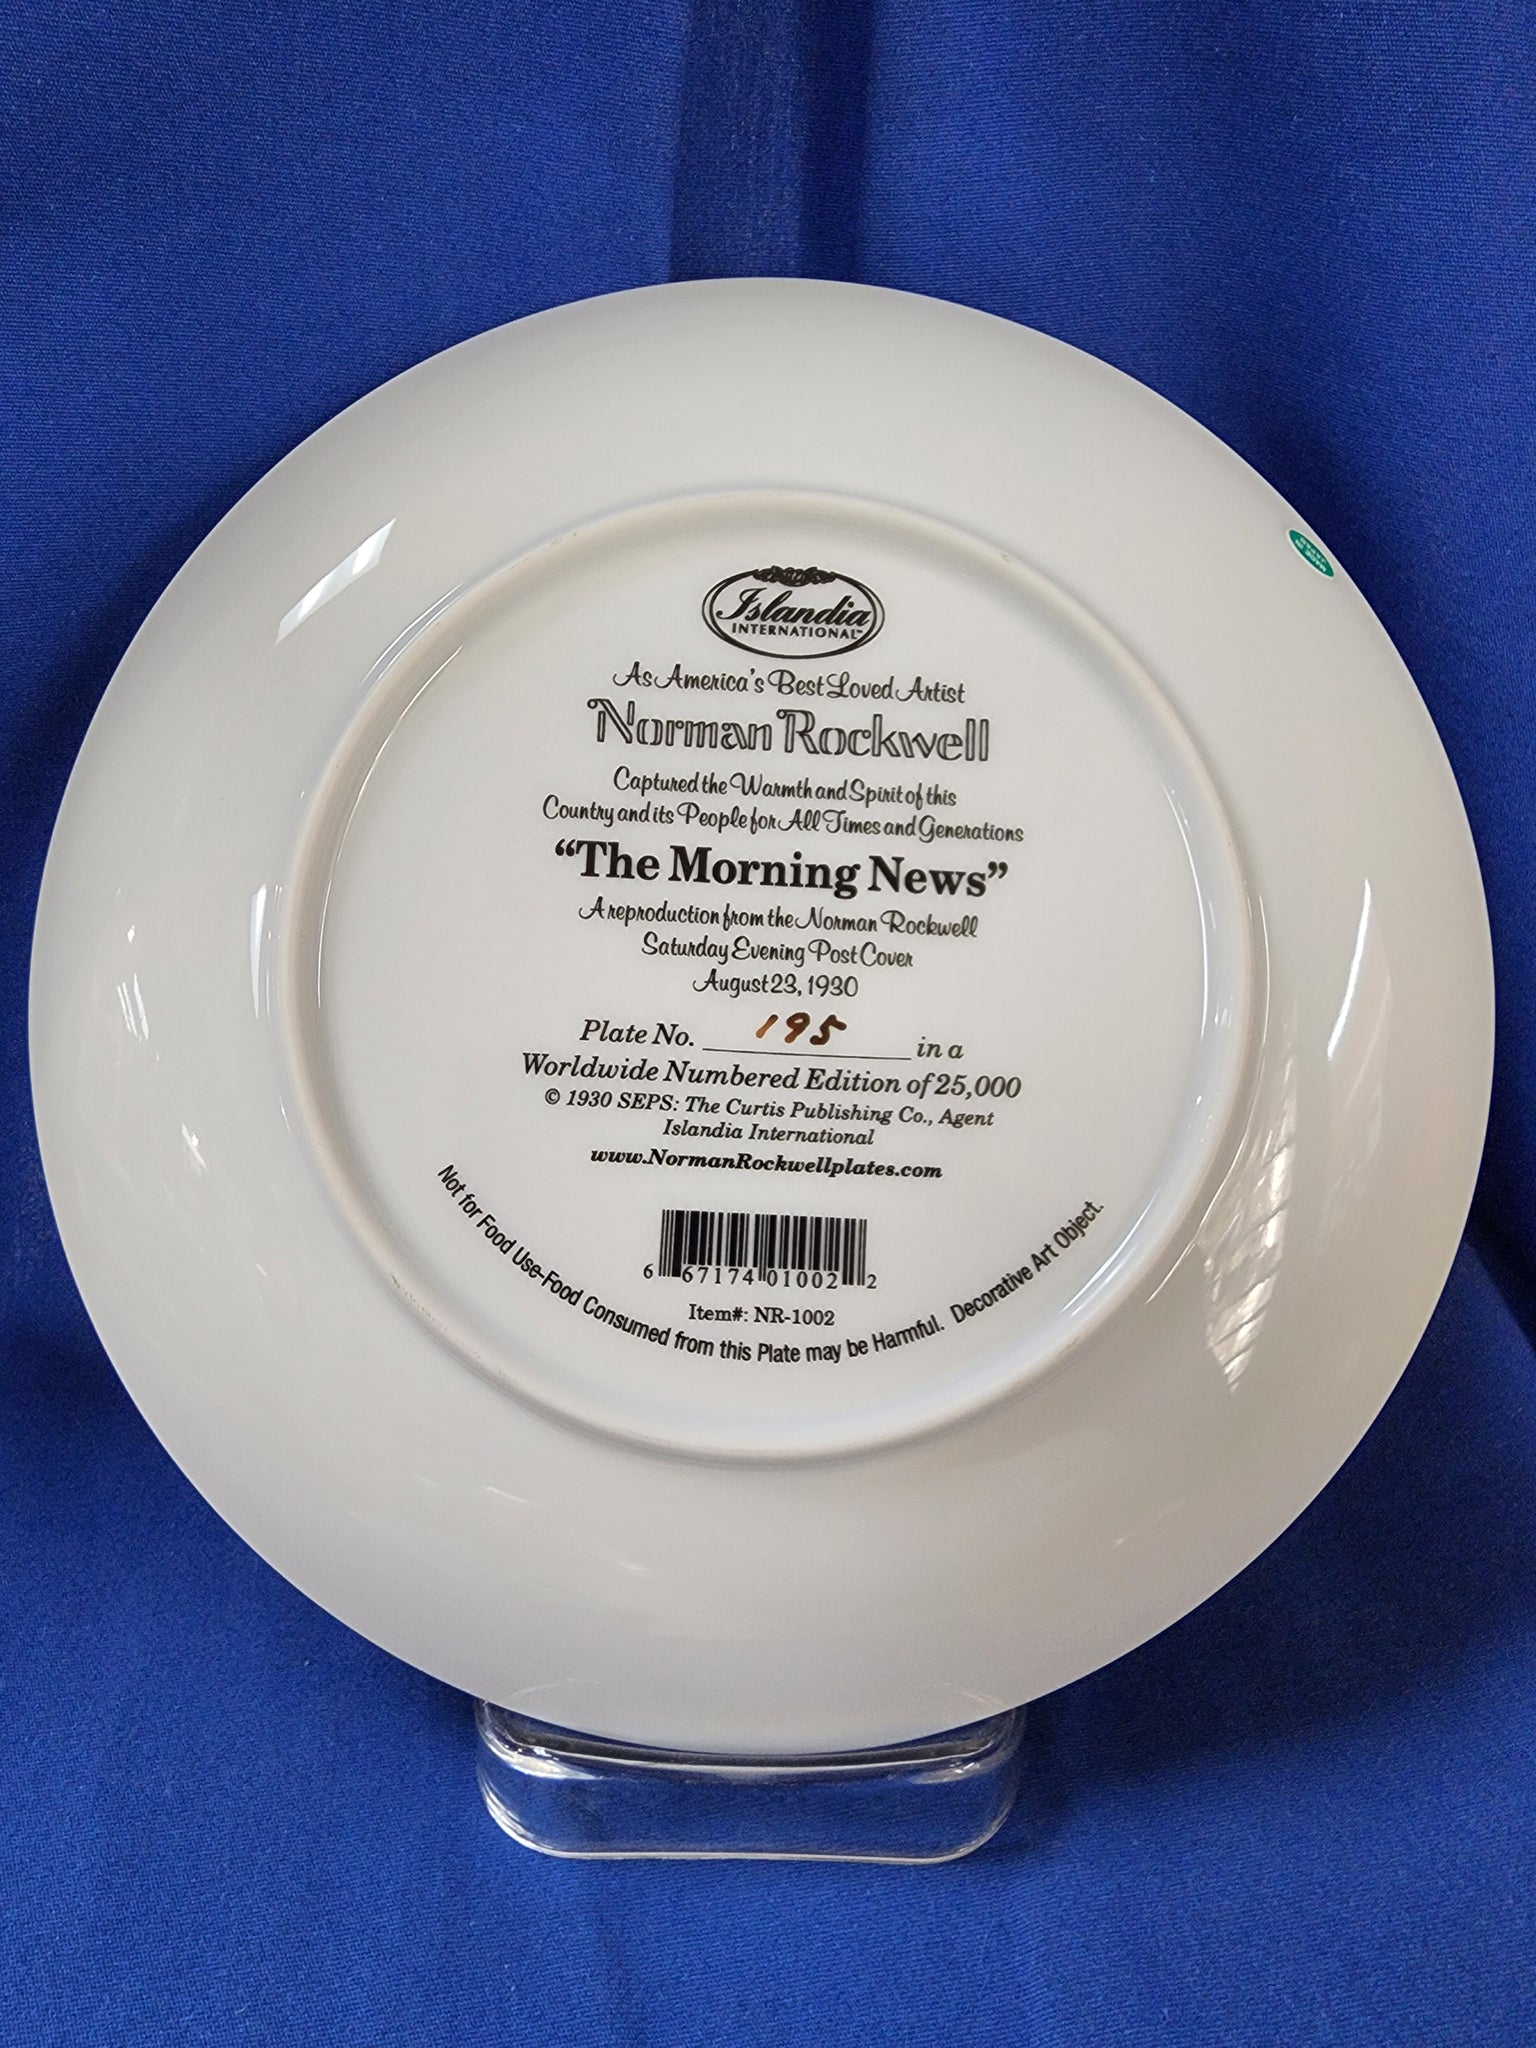 Islandia
INTERNATIONAL™
MADE IN
JAPAN
As America's Best Loved Artist
Norman Rockwell
Captured the Warmth and Spirit of this
Country and its People for All Times and Generations
“The Morning News”
A reproduction from the Norman Rockwell
Saturday Evening Post Cover
August 23, 1930
Plate No. 195 in a
Worldwide Numbered Edition of 25,000
© 1930 SEPS: The Curtis Publishing Co., Agent
Islandia International
www.NormanRockwellplates.com
6 67174 01002 2
Item#: NR-1002
Not for Food Use-Food Consumed from this Plate may be Harmful. Decorative Art Object.